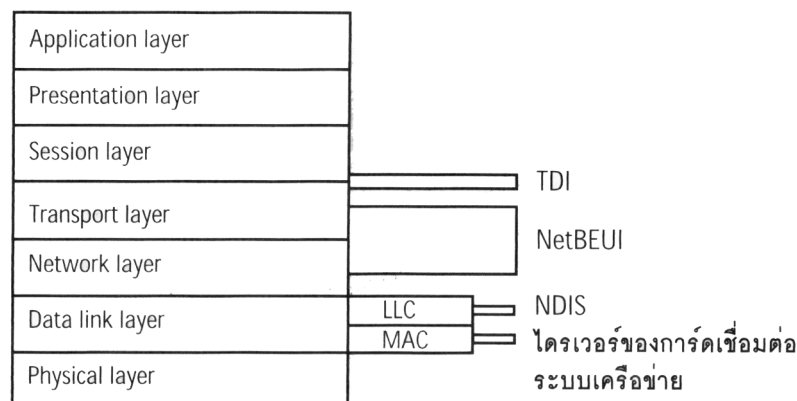 Application layer
Presentation layer
Session layer
TDI
Transport layer
NetBEUI
Network layer
Data link layer
LLC
NDIS
MAC
ไดรเวอร์ของการ์ดเชื่อมต่อ
ระบบเครือข่าย
Physical layer